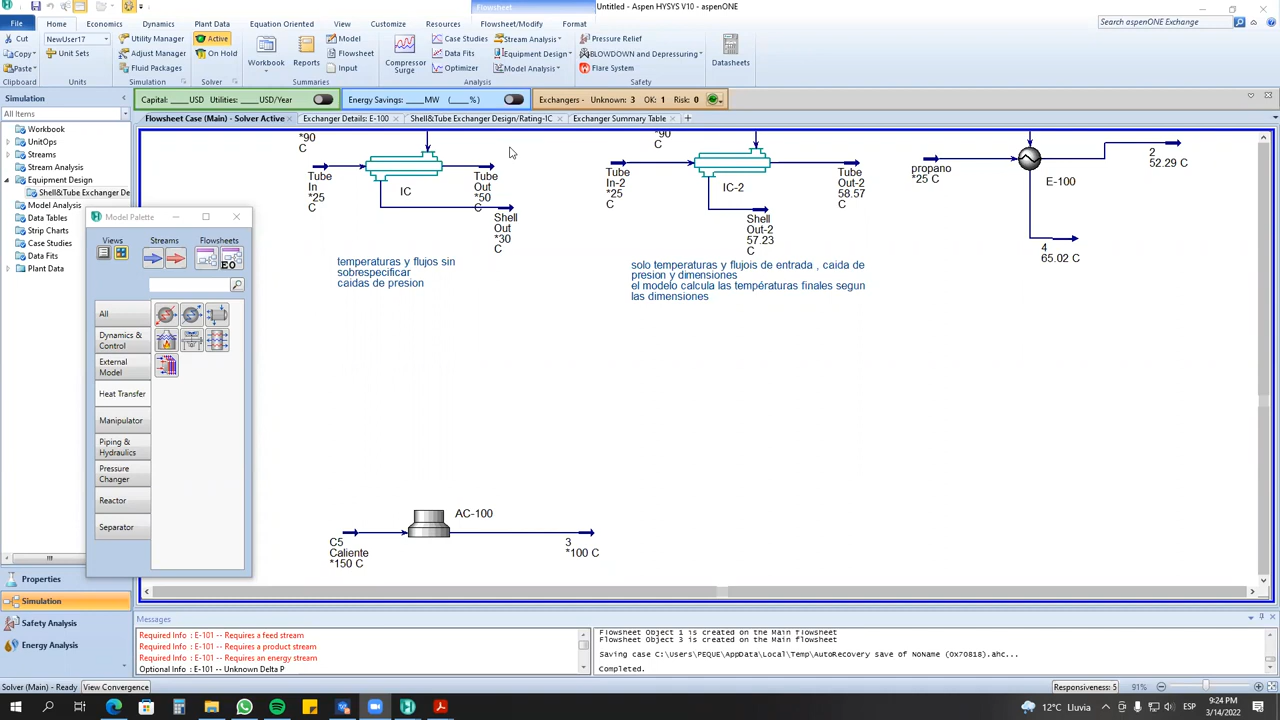 Flowsheet
Untitled - Aspen HYSYS V10 - aspenONE
File
Home
Economics
Dynamics
Plant Data
Equation Oriented
View
Customize
Resources
Flowsheet/Modify
Format
Search aspenONE Exchange
Cut
Copy
Paste
Clipboard
NewUser17
Unit Sets
Units
Utility Manager
Adjust Manager
Fluid Packages
Simulation
Active
On Hold
Solver
Workbook
Reports
Model
Flowsheet
Input
Summaries
Compressor
Surge
Case Studies
Data Fits
Optimizer
Stream Analysis
Equipment Design
Model Analysis
Analysis
Pressure Relief
BLOWDOWN and Depressuring
Flare System
Safety
Datasheets
Simulation
Capital: ____USD Utilities: ____USD/Year
Energy Savings: ____MW (____%)
Exchangers - Unknown: 3 OK: 1 Risk: 0
All Items
Flowsheet Case (Main) - Solver Active
Exchanger Details: E-100
Shell&Tube Exchanger Design/Rating-IC
Exchanger Summary Table
Workbook
UnitOps
Streams
Stream Analysis
Equipment Design
Shell&Tube Exchanger De
Model Analysis
Data Tables
Strip Charts
Case Studies
Data Fits
Plant Data
Model Palette
Views
Streams
Flowsheets
EO
All
Dynamics &
Control
External
Model
Heat Transfer
Manipulator
Piping &
Hydraulics
Pressure
Changer
Reactor
Separator
*90
C
Tube
In
*25
C
IC
Tube
Out
*50
C
Shell
Out
*30
C
temperaturas y flujos sin
sobrespecificar
caidas de presion
*90
C
Tube
In-2
*25
C
IC-2
Tube
Out-2
58.57
C
Shell
Out-2
57.23
C
solo temperaturas y flujois de entrada , caida de
presion y dimensiones
el modelo calcula las températuras finales segun
las dimensiones
propano
*25 C
E-100
2
52.29 C
4
65.02 C
C5
Caliente
*150 C
AC-100
3
*100 C
Properties
Simulation
Safety Analysis
Energy Analysis
Messages
Required Info : E-101 -- Requires a feed stream
Required Info : E-101 -- Requires a product stream
Required Info : E-101 -- Requires an energy stream
Optional Info : E-101 -- Unknown Delta P
Flowsheet Object 1 is created on the Main flowsheet
Flowsheet Object 3 is created on the Main flowsheet
Saving case C:\Users\PEQUE\AppData\Local\Temp\AutoRecovery save of NoName (0X70818).ahc...
Completed.
Solver (Main) - Ready
View Convergence
Responsiveness: 5
91%
12°C Lluvia
ESP
9:24 PM
3/14/2022